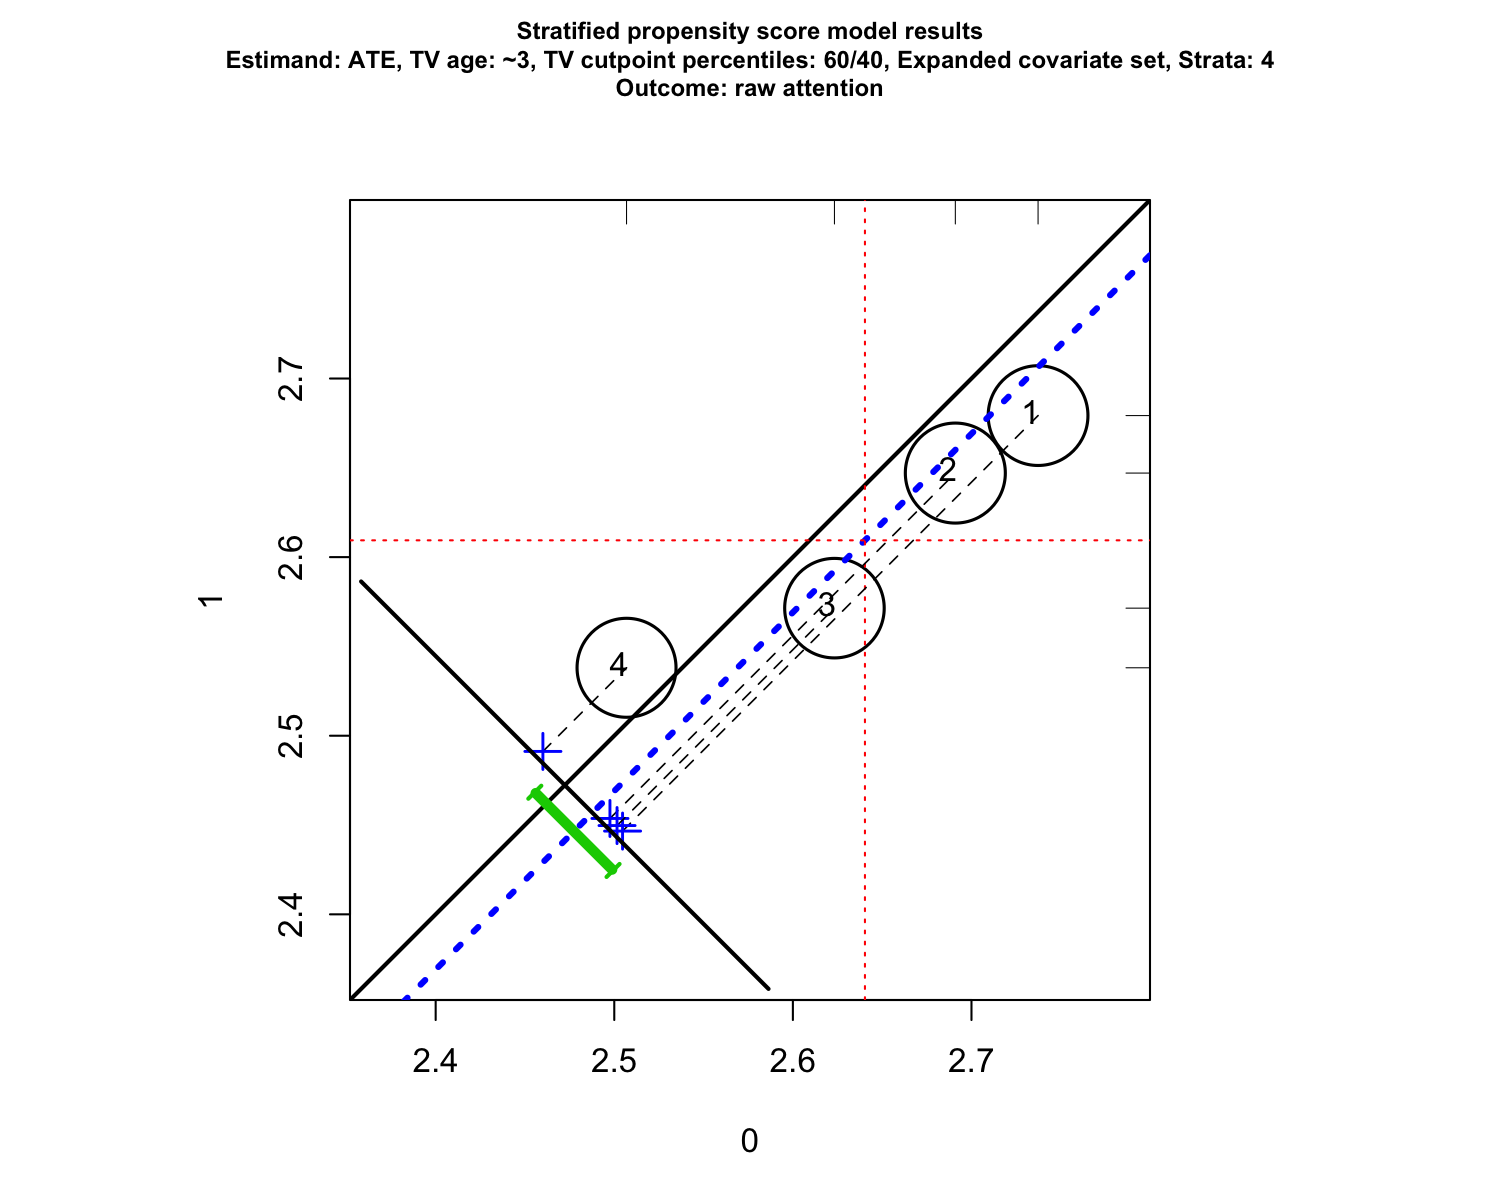 Stratified propensity score model results
Estimand: ATE, TV age: ~3, TV cutpoint percentiles: 60/40, Expanded covariate set, Strata: 4
Outcome: raw attention
2.7
2.6
2.5
2.4
1
1
2
3
4
2.4 2.5 2.6 2.7
0